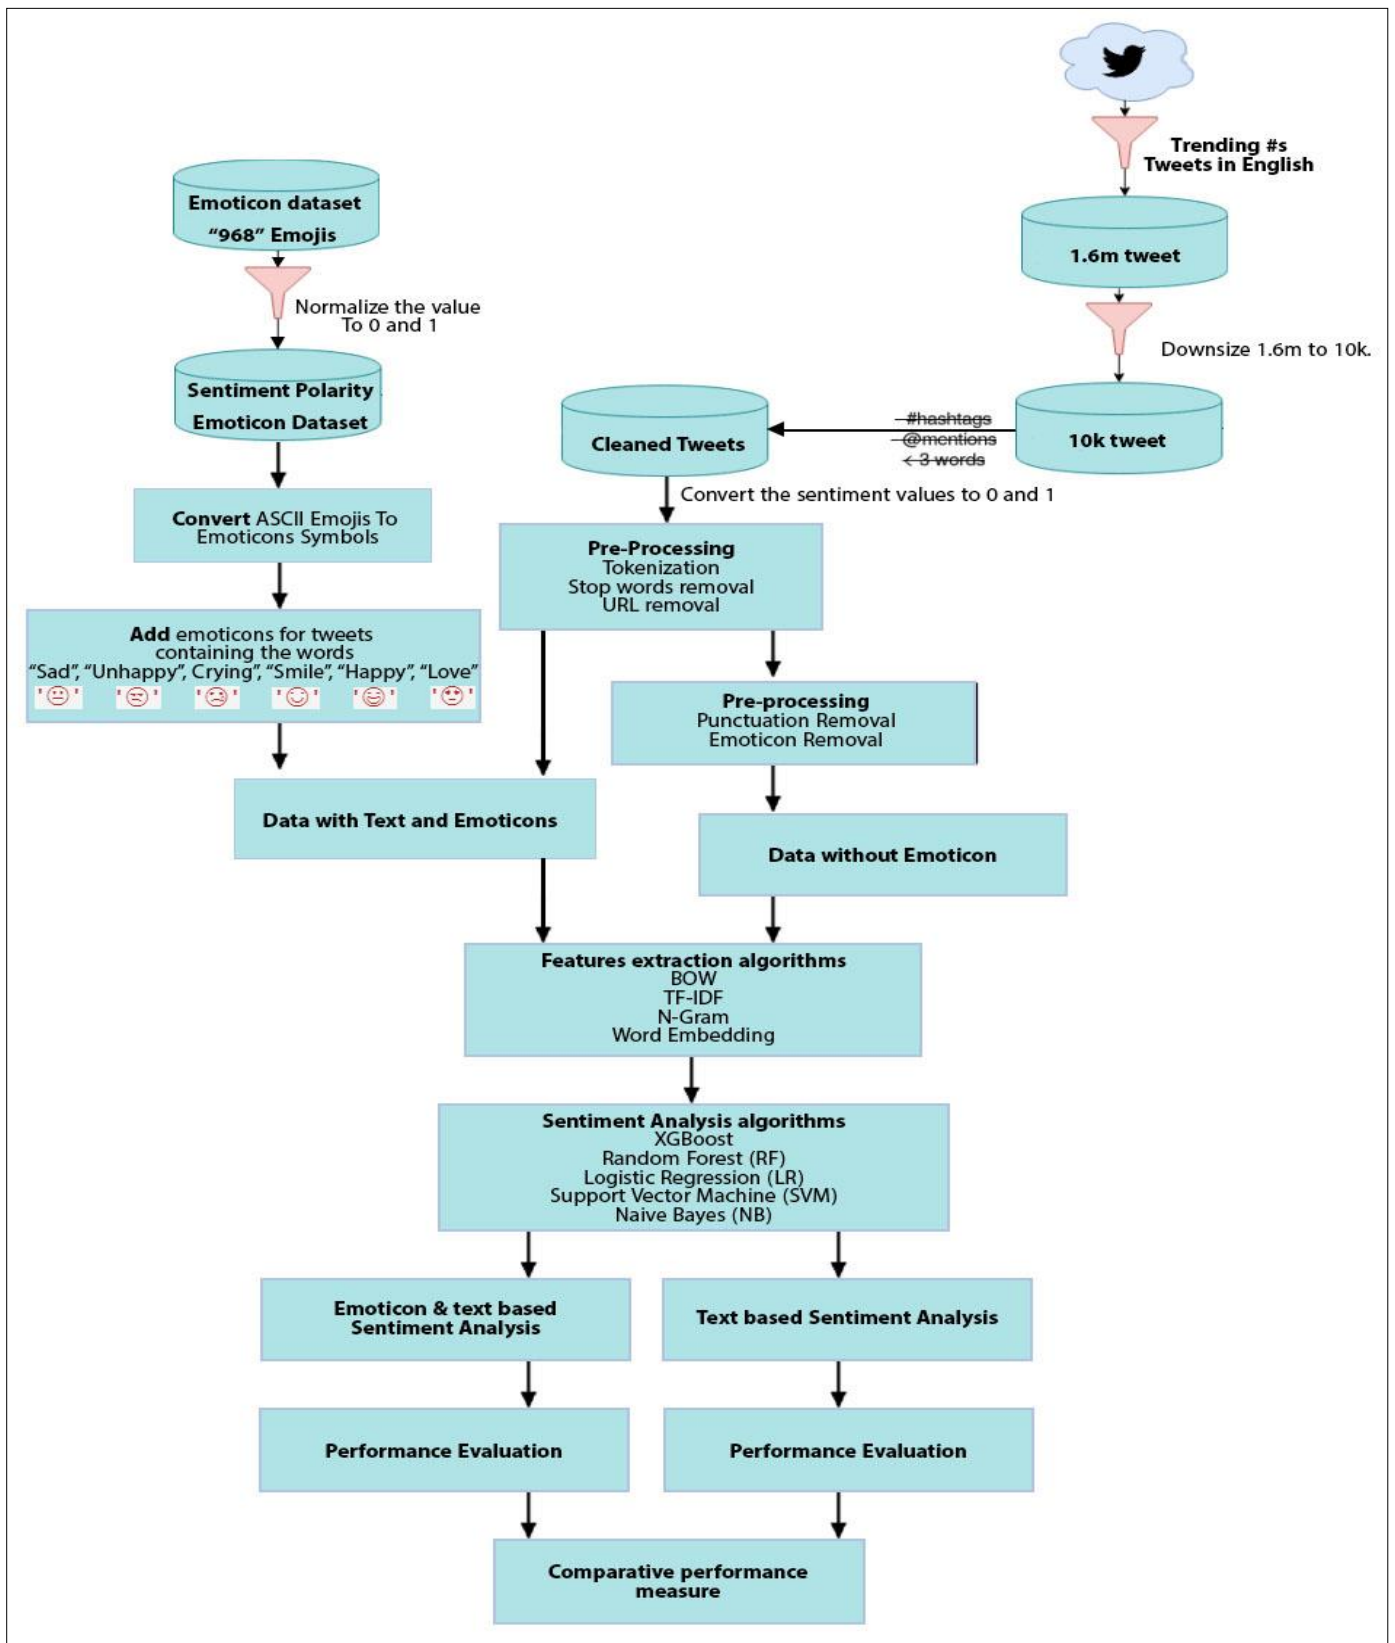 Trending #s
Tweets in English
1.6m tweet
Downsize 1.6m to 10k.
10k tweet
#hashtags
@mentions
< 3 words
Cleaned Tweets
Convert the sentiment values to 0 and 1
Emoticon dataset
“968” Emojis
Normalize the value
To 0 and 1
Sentiment Polarity
Emoticon Dataset
Convert ASCII Emojis To
Emoticons Symbols
Add emoticons for tweets
containing the words
“Sad”, “Unhappy”, Crying”, “Smile”, “Happy”, “Love”
Pre-Processing
Tokenization
Stop words removal
URL removal
Pre-processing
Punctuation Removal
Emoticon Removal
Data with Text and Emoticons
Data without Emoticon
Features extraction algorithms
BOW
TF-IDF
N-Gram
Word Embedding
Sentiment Analysis algorithms
XGBoost
Random Forest (RF)
Logistic Regression (LR)
Support Vector Machine (SVM)
Naive Bayes (NB)
Emoticon & text based
Sentiment Analysis
Text based Sentiment Analysis
Performance Evaluation
Performance Evaluation
Comparative performance
measure